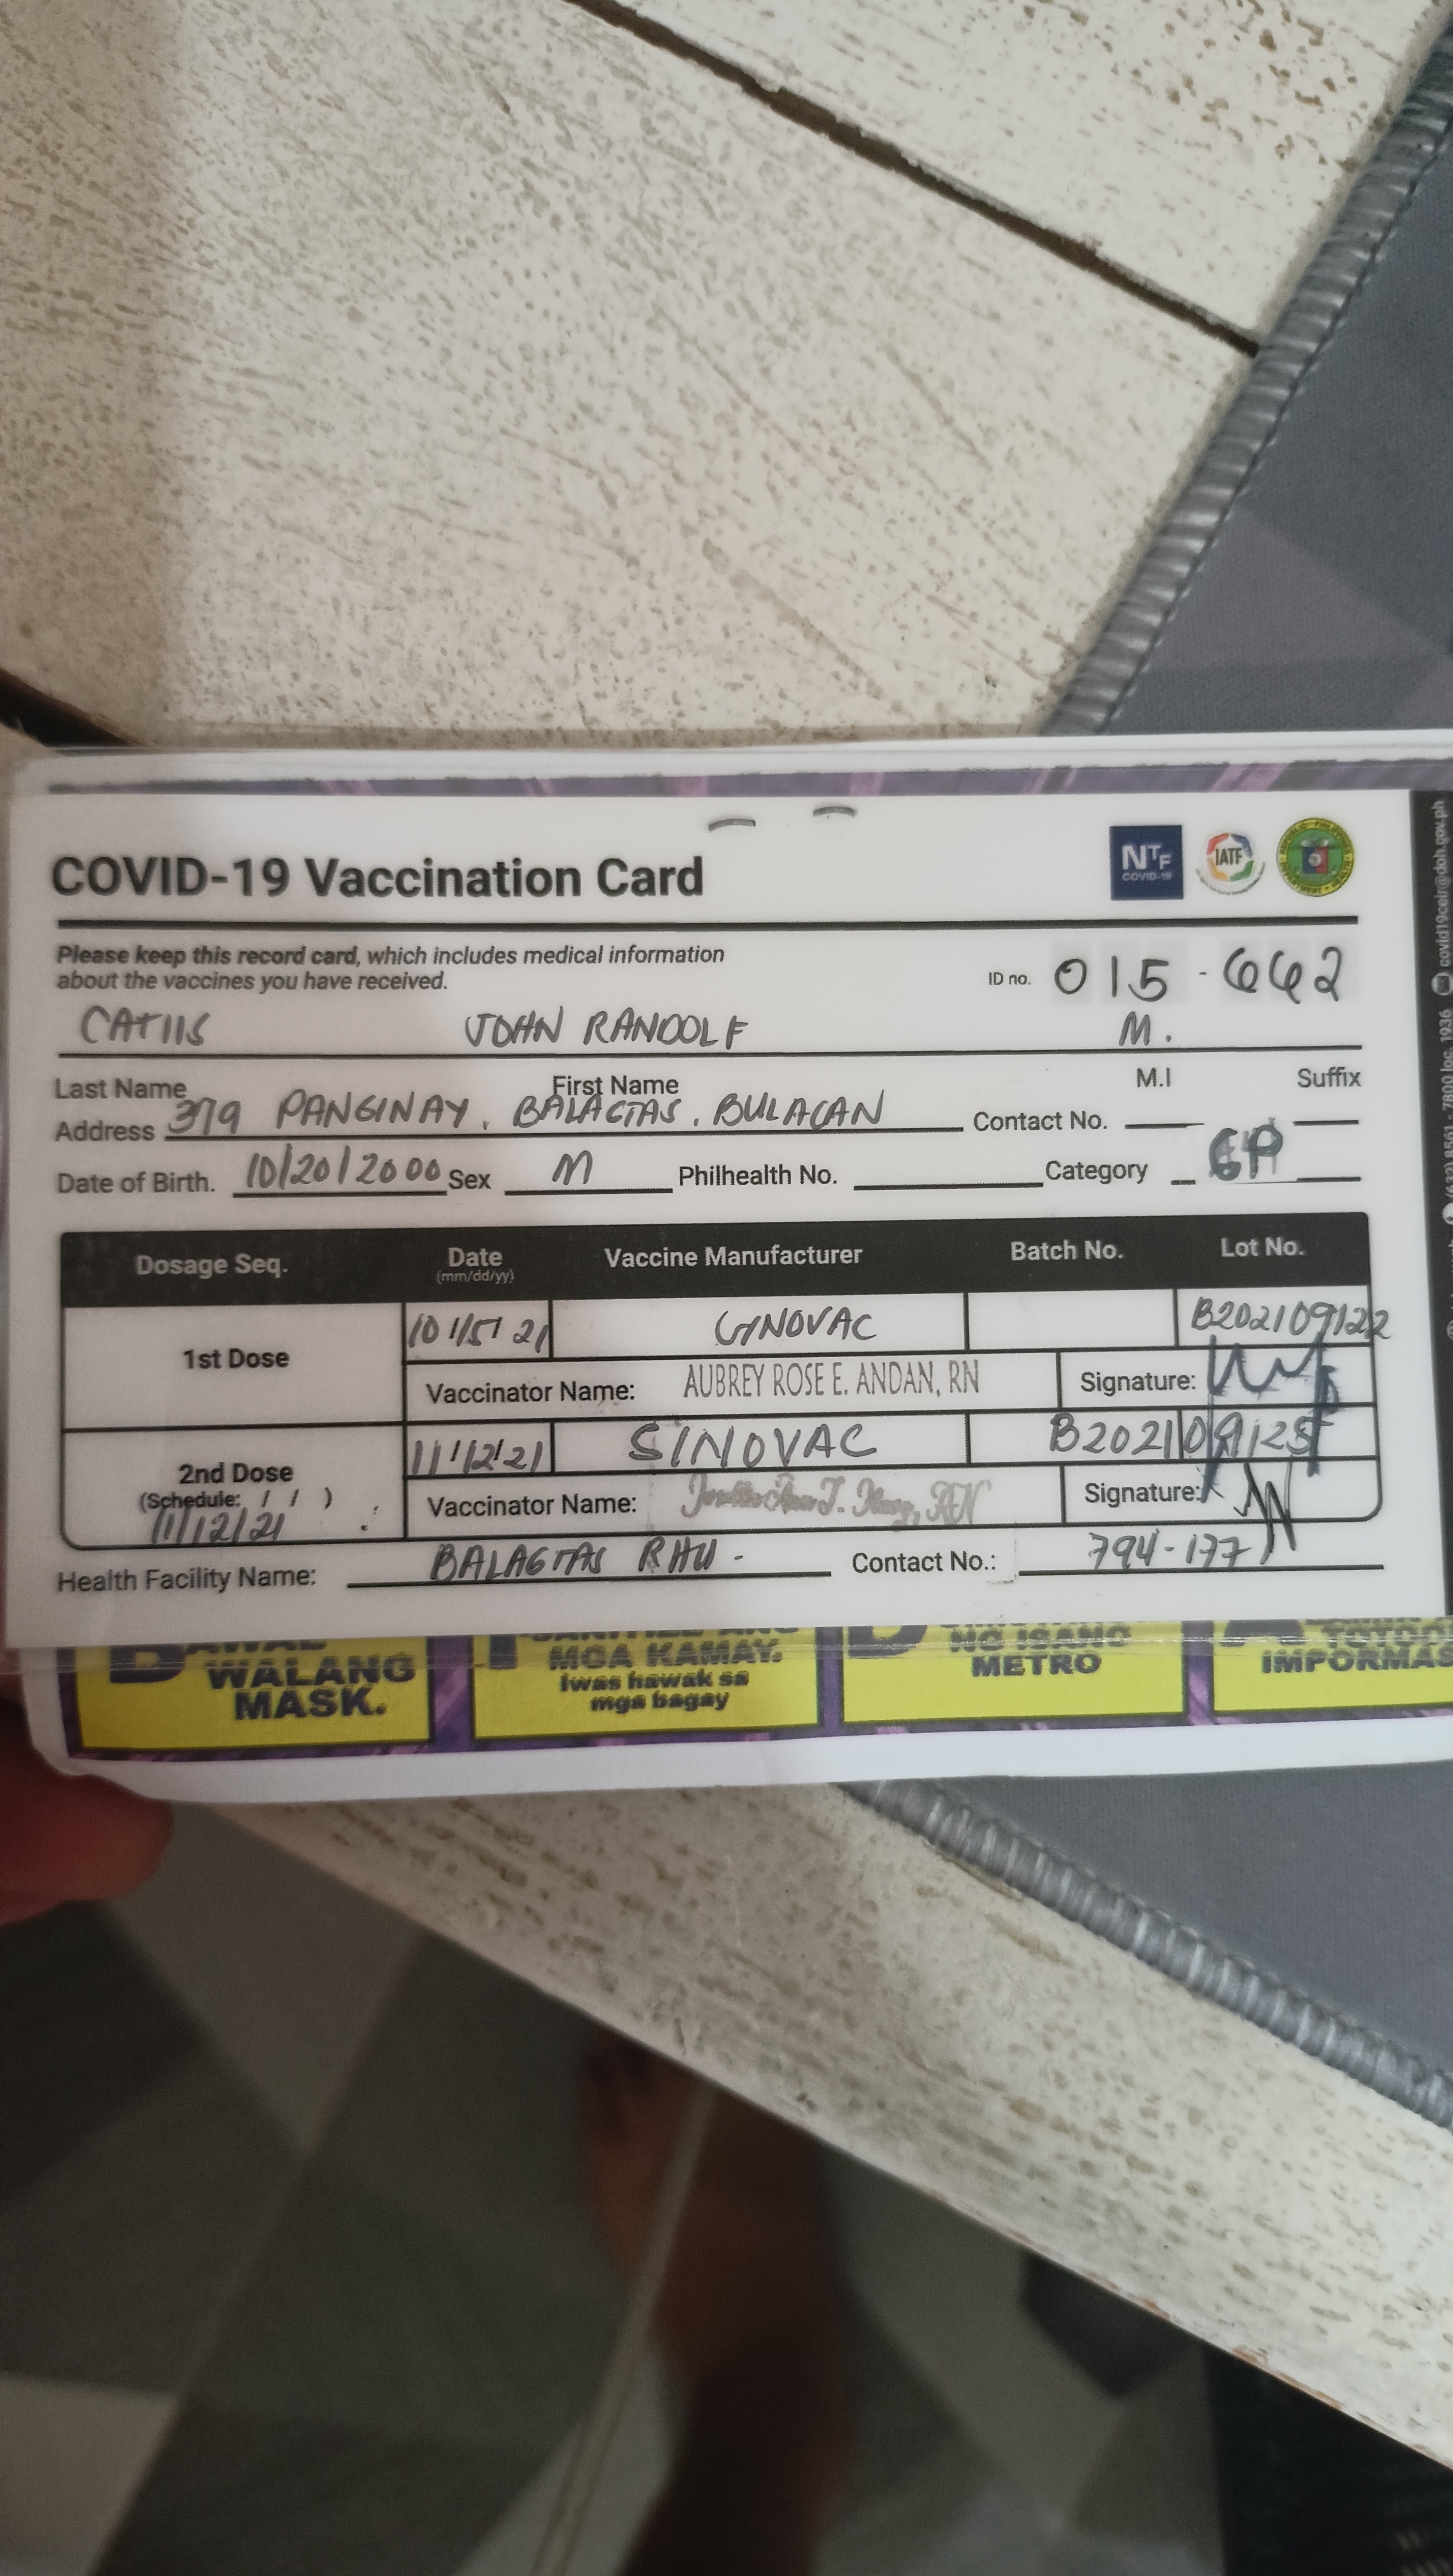 COVID-19 Vaccination Card
NTF
COVID-19
IATF
Please keep this record card, which includes medical information
about the vaccines you have received.
ID no. 015-662
CATIIS JOHN RANDOLF M.
Last Name First Name M.I Suffix
Address 379 PANGINAY, BALAGTAS, BULACAN Contact No.
Date of Birth. 10/20/2000 Sex M Philhealth No. Category GP
Dosage Seq. Date Vaccine Manufacturer Batch No. Lot No.
(mm/dd/yy)
1st Dose 10/15/21 SYNOVAC B202109122
Vaccinator Name: AUBREY ROSE E. ANDAN, RN Signature:
2nd Dose 11/12/21 SINOVAC B202109125
(Schedule: / / ) Vaccinator Name: Signature:
11/12/21
Health Facility Name: BALAGTAS RHU - Contact No.: 794-177
covid19ceir@doh.gov.ph
7800 loc. 1936
WALANG
MASK.
MGA KAMAY.
Iwas hawak sa
mga bagay
NG ISANG
METRO